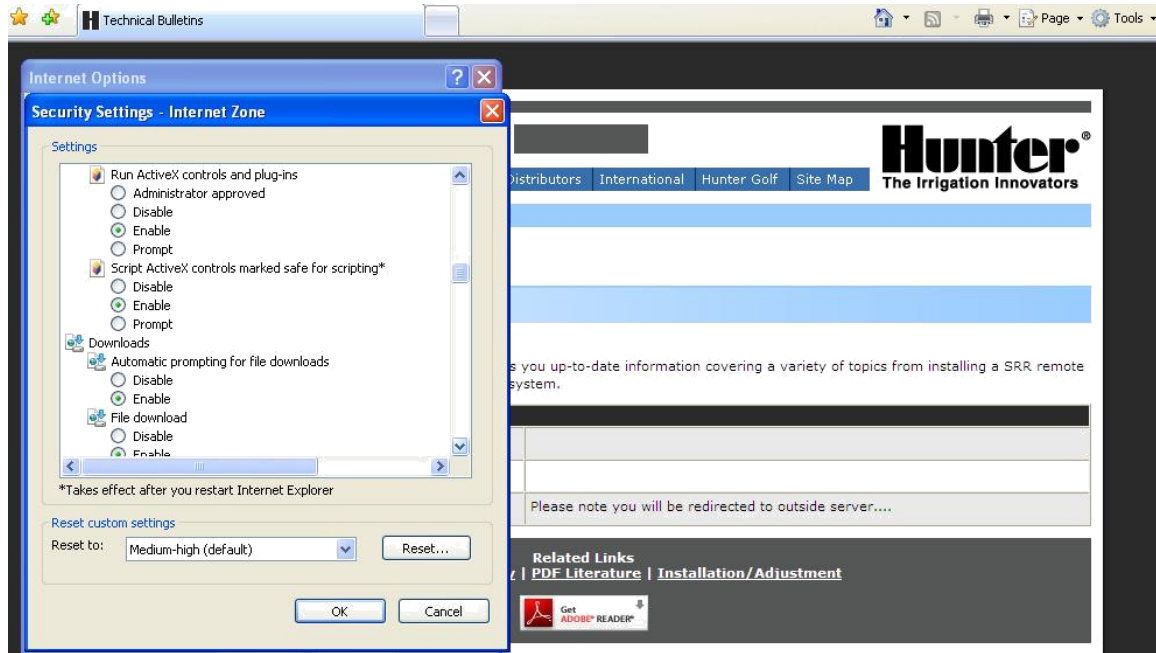 Technical Bulletins
Page
Tools
Internet Options
Security Settings - Internet Zone
Settings
Run ActiveX controls and plug-ins
Administrator approved
Disable
Enable
Prompt
Script ActiveX controls marked safe for scripting*
Disable
Enable
Prompt
Downloads
Automatic prompting for file downloads
Disable
Enable
File download
Disable
Enable
*Takes effect after you restart Internet Explorer
Reset custom settings
Reset to: Medium-high (default) Reset...
OK Cancel
Hunter®
The Irrigation Innovators
Distributors International Hunter Golf Site Map
s you up-to-date information covering a variety of topics from installing a SRR remote
system.
Please note you will be redirected to outside server....
Related Links
| PDF Literature | Installation/Adjustment
Get
ADOBE® READER®